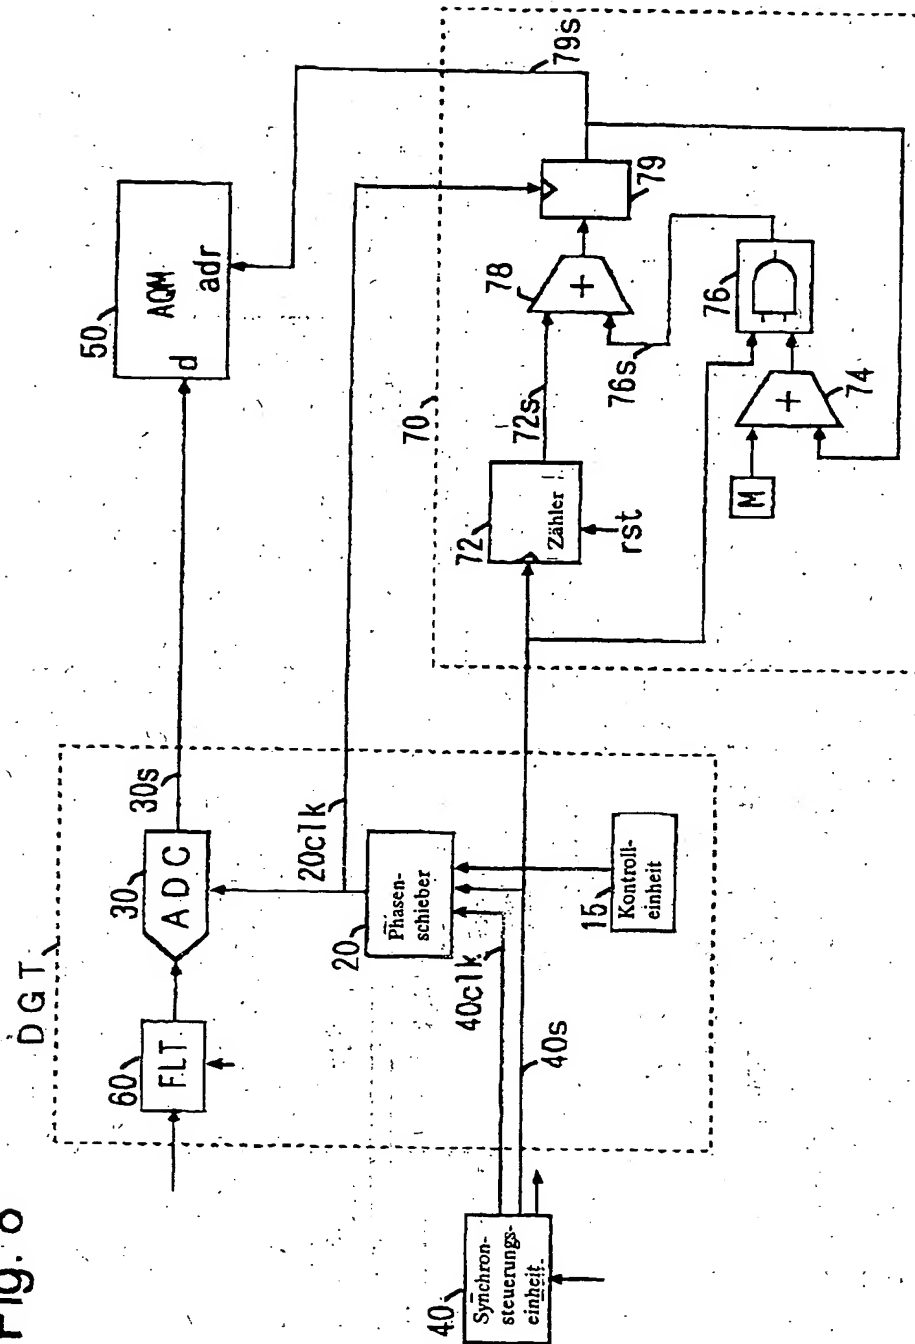 Fig. 8
DGT
60
FLT
30
ADC
30s
50
AQM
d
adr
20
Phasen-
schieber
20clk
40clk
40s
15
Kontroll-
einheit
40
Synchron-
steuerungs-
einheit
70
72
Zähler
rst
72s
78
+
79
79s
76s
76
74
+
M